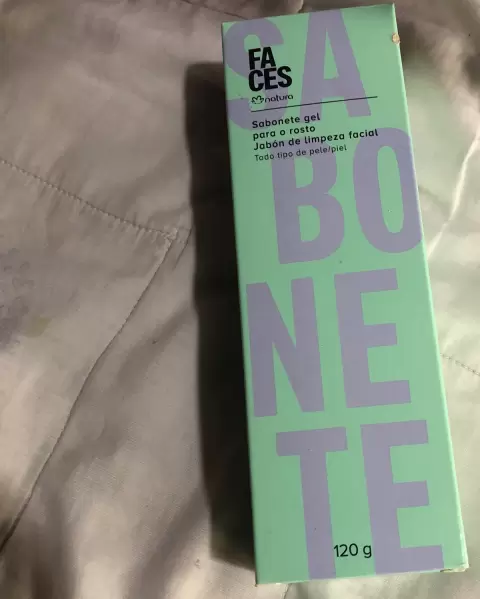 SA
BO
NE
TE
FA
CES
natura
Sabonete gel
para o rosto
Jabón de limpeza facial
Todo tipo de pele/piel
120 g